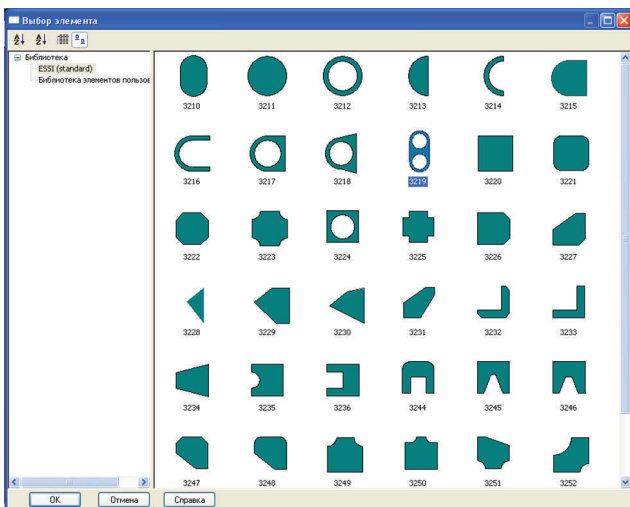 Выбор элемента
Библиотека
ESSI (standard)
Библиотека элементов пользов
3210 3211 3212 3213 3214 3215
3216 3217 3218 3219 3220 3221
3222 3223 3224 3225 3226 3227
3228 3229 3230 3231 3232 3233
3234 3235 3236 3244 3245 3246
3247 3248 3249 3250 3251 3252
OK Отмена Справка